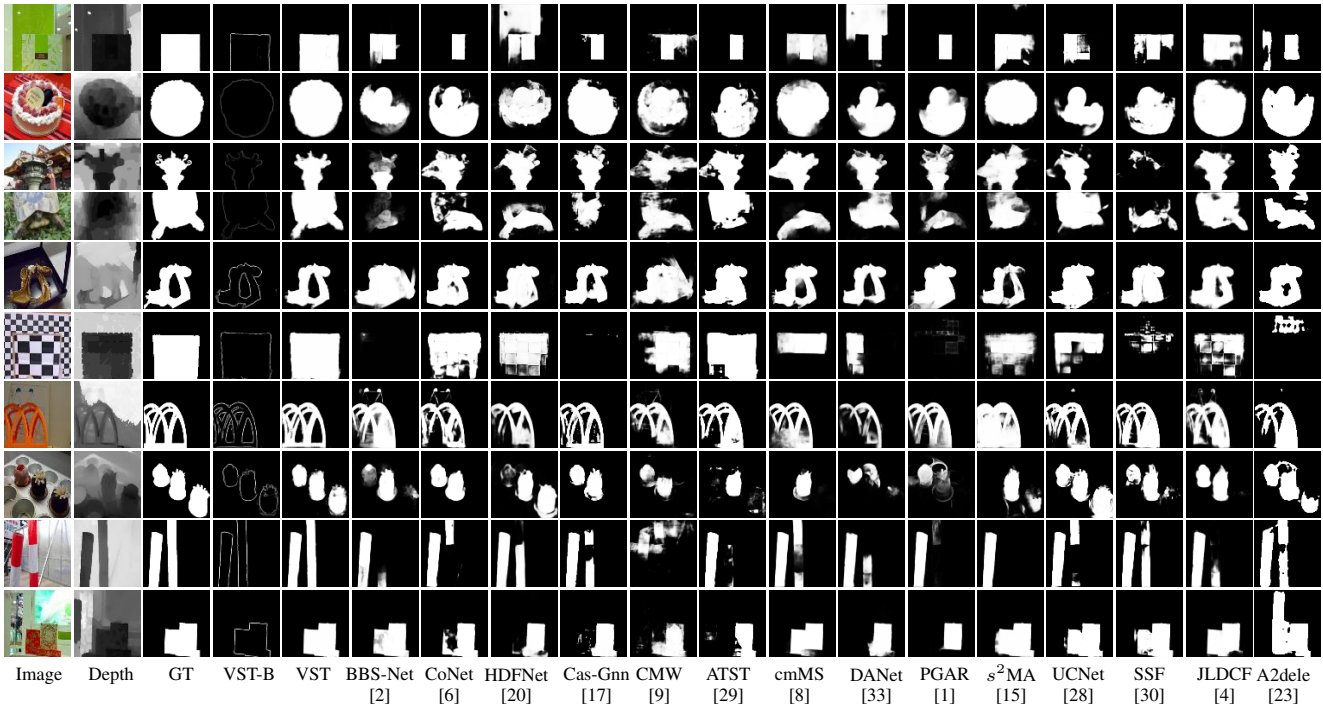 Image Depth GT VST-B VST BBS-Net CoNet HDFNet Cas-Gnn CMW ATST cmMS DANet PGAR s²MA UCNet SSF JLDCF A2dele
[2] [6] [20] [17] [9] [29] [8] [33] [1] [15] [28] [30] [4] [23]